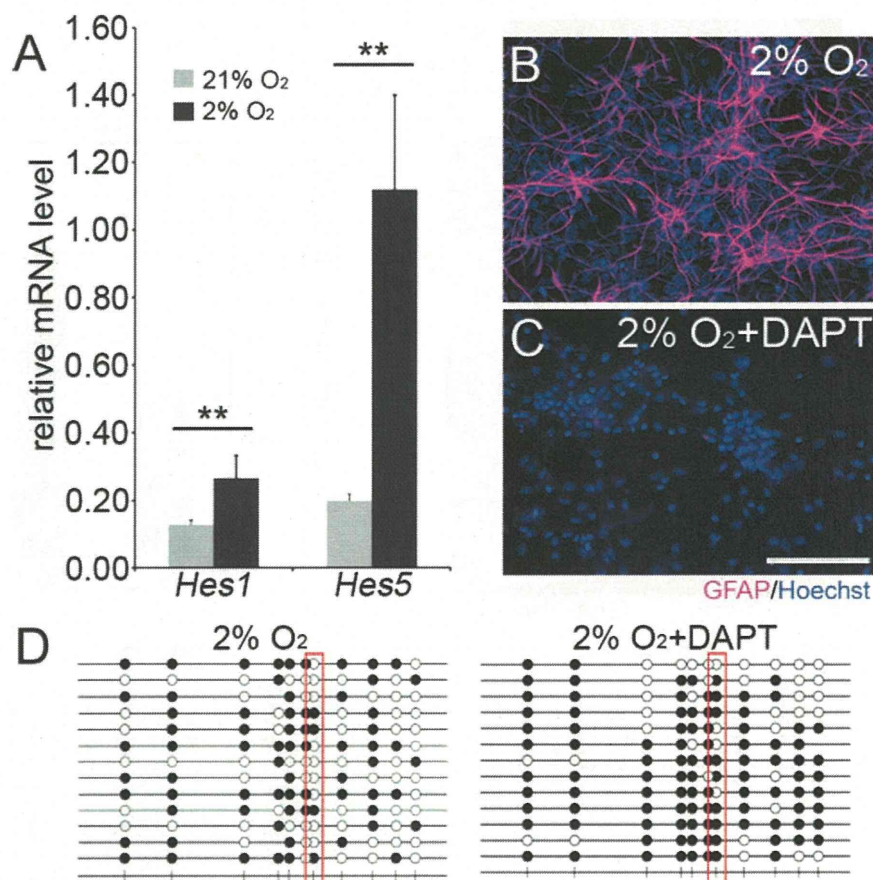 A
1.60
1.40
1.20
1.00
0.80
0.60
0.40
0.20
0.00
relative mRNA level
21% O₂
2% O₂
**
**
Hes1
Hes5
B
2% O₂
C
2% O₂+DAPT
GFAP/Hoechst
D
2% O₂
2% O₂+DAPT